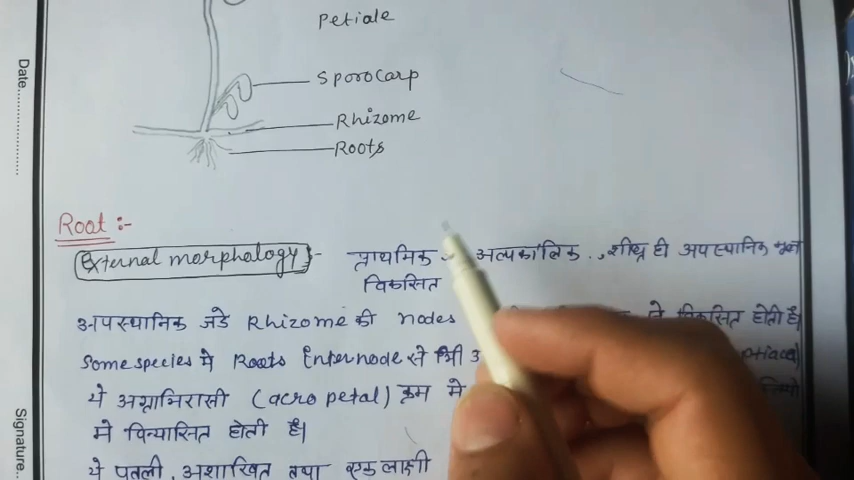 Date..................
Signature..
Petiole
Sporocarp
Rhizome
Roots
Root :-
External morphology :- प्राथमिक अल्पकालिक . , शीघ्र ही अपस्थानिक मूल
विकसित
अपस्थानिक जडे Rhizome की nodes से विकसित होती है।
Some species मे Roots Enternode से भी
ये अग्राभिरासी (acropetal) क्रम मे
मे विन्यासित होती है।
ये पतली , अशाखित तथा